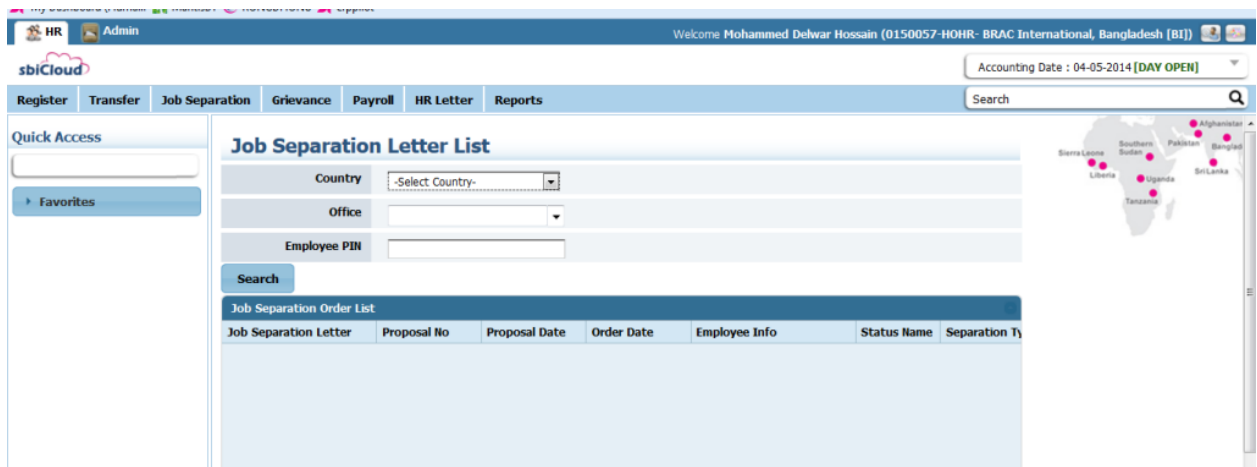 HR Admin Welcome Mohammed Delwar Hossain (0150057-HOHR- BRAC International, Bangladesh [BI])
sbiCloud Accounting Date : 04-05-2014 [DAY OPEN]
Register Transfer Job Separation Grievance Payroll HR Letter Reports Search
Quick Access
Favorites
Job Separation Letter List
Country -Select Country-
Office
Employee PIN
Search
Job Separation Order List
Job Separation Letter Proposal No Proposal Date Order Date Employee Info Status Name Separation Ty
Afghanistan
Southern Sudan
Pakistan
Banglad
Sierra Leone
Liberia
Uganda
Sri Lanka
Tanzania